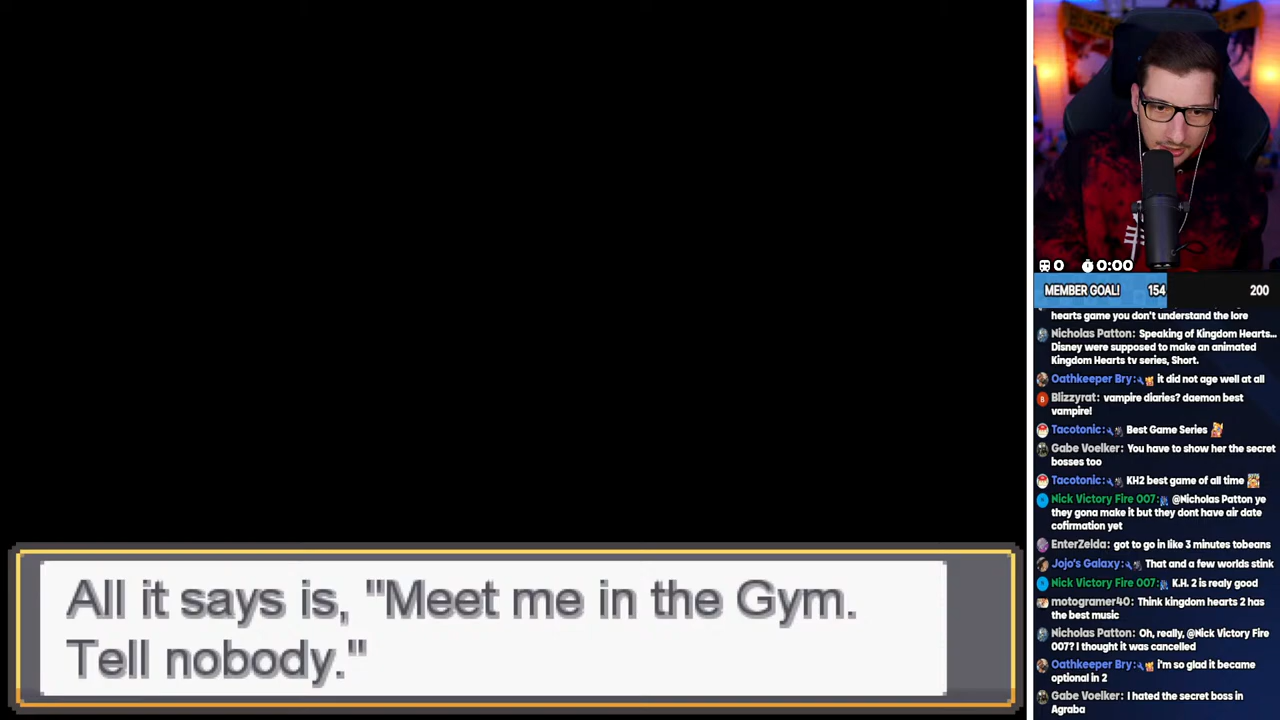 0 0:00
MEMBER GOAL! 154 200
hearts game you don't understand the lore
Nicholas Patton: Speaking of Kingdom Hearts...
Disney were supposed to make an animated
Kingdom Hearts tv series, Short.
Oathkeeper Bry: it did not age well at all
Blizzyrat: vampire diaries? daemon best
vampire!
Tacotonic: Best Game Series
Gabe Voelker: You have to show her the secret
bosses too
Tacotonic: KH2 best game of all time
Nick Victory Fire 007: @Nicholas Patton ye
they gona make it but they dont have air date
cofirmation yet
EnterZelda: got to go in like 3 minutes tobeans
Jojo's Galaxy: That and a few worlds stink
Nick Victory Fire 007: K.H. 2 is realy good
motogramer40: Think kingdom hearts 2 has
the best music
Nicholas Patton: Oh, really, @Nick Victory Fire
007? I thought it was cancelled
Oathkeeper Bry: i'm so glad it became
optional in 2
Gabe Voelker: I hated the secret boss in
Agraba
All it says is, "Meet me in the Gym.
Tell nobody."